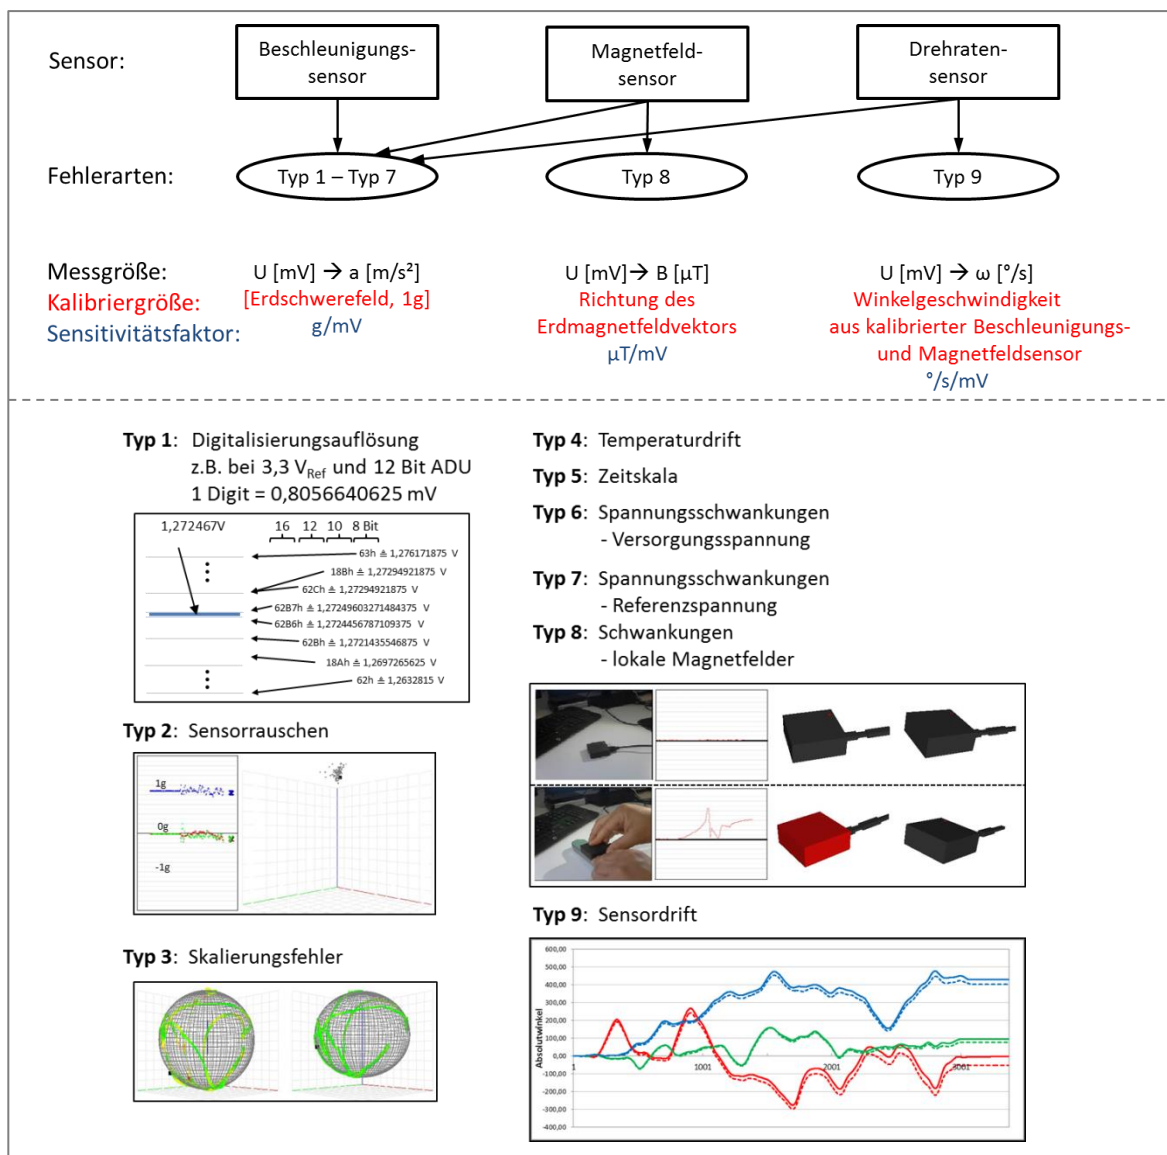 Sensor:
Beschleunigungs-
sensor
Magnetfeld-
sensor
Drehraten-
sensor
Fehlerarten:
Typ 1 – Typ 7
Typ 8
Typ 9
Messgröße:
Kalibriergröße:
Sensitivitätsfaktor:
U [mV] → a [m/s²]
[Erdschwerefeld, 1g]
g/mV
U [mV]→ B [µT]
Richtung des
Erdmagnetfeldvektors
µT/mV
U [mV] → ω [°/s]
Winkelgeschwindigkeit
aus kalibrierter Beschleunigungs-
und Magnetfeldsensor
°/s/mV
Typ 1: Digitalisierungsauflösung
z.B. bei 3,3 VRef und 12 Bit ADU
1 Digit = 0,8056640625 mV
1,272467V
16 12 10 8 Bit
63h ≙ 1,276171875 V
18Bh ≙ 1,27294921875 V
62Ch ≙ 1,27294921875 V
62B7h ≙ 1,27249603271484375 V
62B6h ≙ 1,2724456787109375 V
62Bh ≙ 1,2721435546875 V
18Ah ≙ 1,2697265625 V
62h ≙ 1,2632815 V
Typ 2: Sensorrauschen
1g
0g
-1g
Typ 3: Skalierungsfehler
Typ 4: Temperaturdrift
Typ 5: Zeitskala
Typ 6: Spannungsschwankungen
- Versorgungsspannung
Typ 7: Spannungsschwankungen
- Referenzspannung
Typ 8: Schwankungen
- lokale Magnetfelder
Typ 9: Sensordrift
Absolutwinkel
600,00
500,00
400,00
300,00
200,00
100,00
0,00
-100,00
-200,00
-300,00
-400,00
1 1001 2001 3001